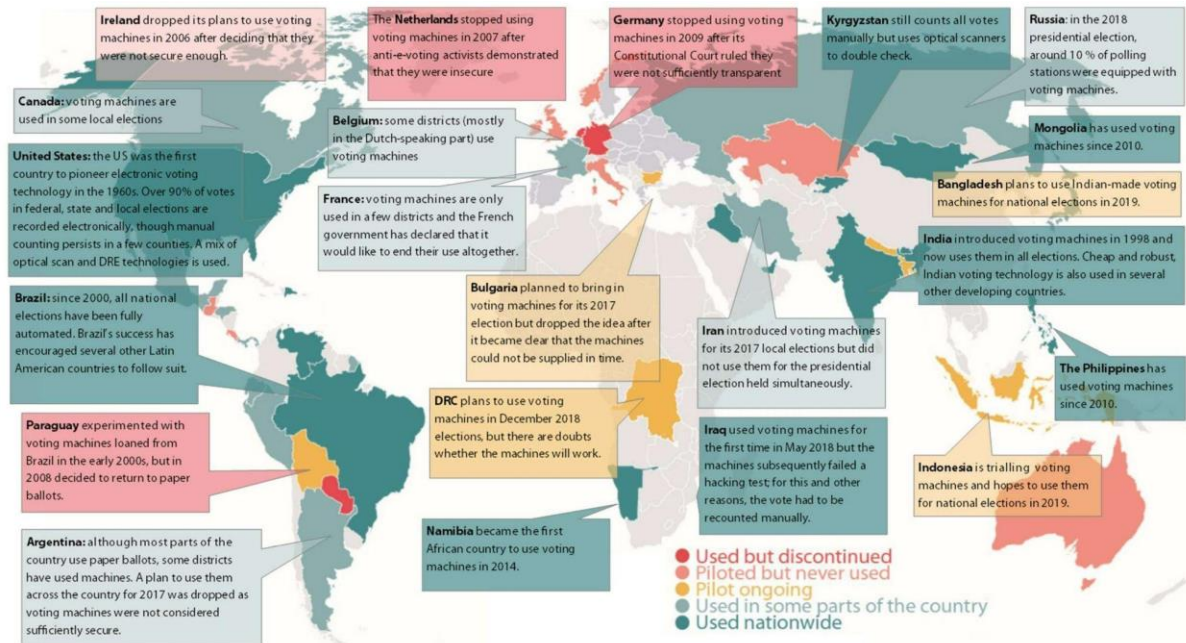 Ireland dropped its plans to use voting
machines in 2006 after deciding that they
were not secure enough.
The Netherlands stopped using
voting machines in 2007 after
anti-e-voting activists demonstrated
that they were insecure
Germany stopped using voting
machines in 2009 after its
Constitutional Court ruled they
were not sufficiently transparent
Kyrgyzstan still counts all votes
manually but uses optical scanners
to double check.
Russia: in the 2018
presidential election,
around 10 % of polling
stations were equipped with
voting machines.
Canada: voting machines are
used in some local elections
Belgium: some districts (mostly
in the Dutch-speaking part) use
voting machines
Mongolia has used voting
machines since 2010.
United States: the US was the first
country to pioneer electronic voting
technology in the 1960s. Over 90% of votes
in federal, state and local elections are
recorded electronically, though manual
counting persists in a few counties. A mix of
optical scan and DRE technologies is used.
France: voting machines are only
used in a few districts and the French
government has declared that it
would like to end their use altogether.
Bangladesh plans to use Indian-made voting
machines for national elections in 2019.
India introduced voting machines in 1998 and
now uses them in all elections. Cheap and robust,
Indian voting technology is also used in several
other developing countries.
Brazil: since 2000, all national
elections have been fully
automated. Brazil's success has
encouraged several other Latin
American countries to follow suit.
Bulgaria planned to bring in
voting machines for its 2017
election but dropped the idea after
it became clear that the machines
could not be supplied in time.
Iran introduced voting machines
for its 2017 local elections but did
not use them for the presidential
election held simultaneously.
The Philippines has
used voting machines
since 2010.
Paraguay experimented with
voting machines loaned from
Brazil in the early 2000s, but in
2008 decided to return to paper
ballots.
DRC plans to use voting
machines in December 2018
elections, but there are doubts
whether the machines will work.
Iraq used voting machines for
the first time in May 2018 but the
machines subsequently failed a
hacking test; for this and other
reasons, the vote had to be
recounted manually.
Indonesia is trialling voting
machines and hopes to use them
for national elections in 2019.
Argentina: although most parts of the
country use paper ballots, some districts
have used machines. A plan to use them
across the country for 2017 was dropped as
voting machines were not considered
sufficiently secure.
Namibia became the first
African country to use voting
machines in 2014.
Used but discontinued
Piloted but never used
Pilot ongoing
Used in some parts of the country
Used nationwide